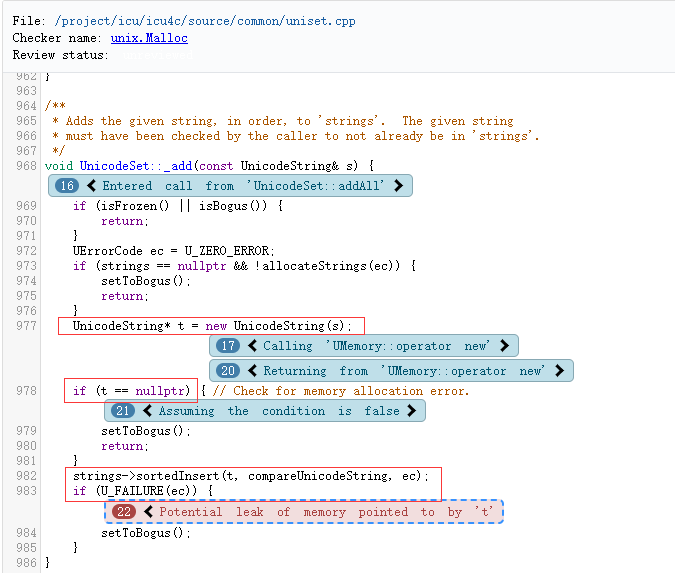 File: /project/icu/icu4c/source/common/uniset.cpp
Checker name: unix.Malloc
Review status:
962 }
963
964 /**
965  * Adds the given string, in order, to 'strings'.  The given string
966  * must have been checked by the caller to not already be in 'strings'.
967  */
968 void UnicodeSet::_add(const UnicodeString& s) {
16 Entered call from 'UnicodeSet::addAll'
969     if (isFrozen() || isBogus()) {
970         return;
971     }
972     UErrorCode ec = U_ZERO_ERROR;
973     if (strings == nullptr && !allocateStrings(ec)) {
974         setToBogus();
975         return;
976     }
977     UnicodeString* t = new UnicodeString(s);
17 Calling 'UMemory::operator new'
20 Returning from 'UMemory::operator new'
978     if (t == nullptr) { // Check for memory allocation error.
21 Assuming the condition is false
979         setToBogus();
980         return;
981     }
982     strings->sortedInsert(t, compareUnicodeString, ec);
983     if (U_FAILURE(ec)) {
22 Potential leak of memory pointed to by 't'
984         setToBogus();
985     }
986 }